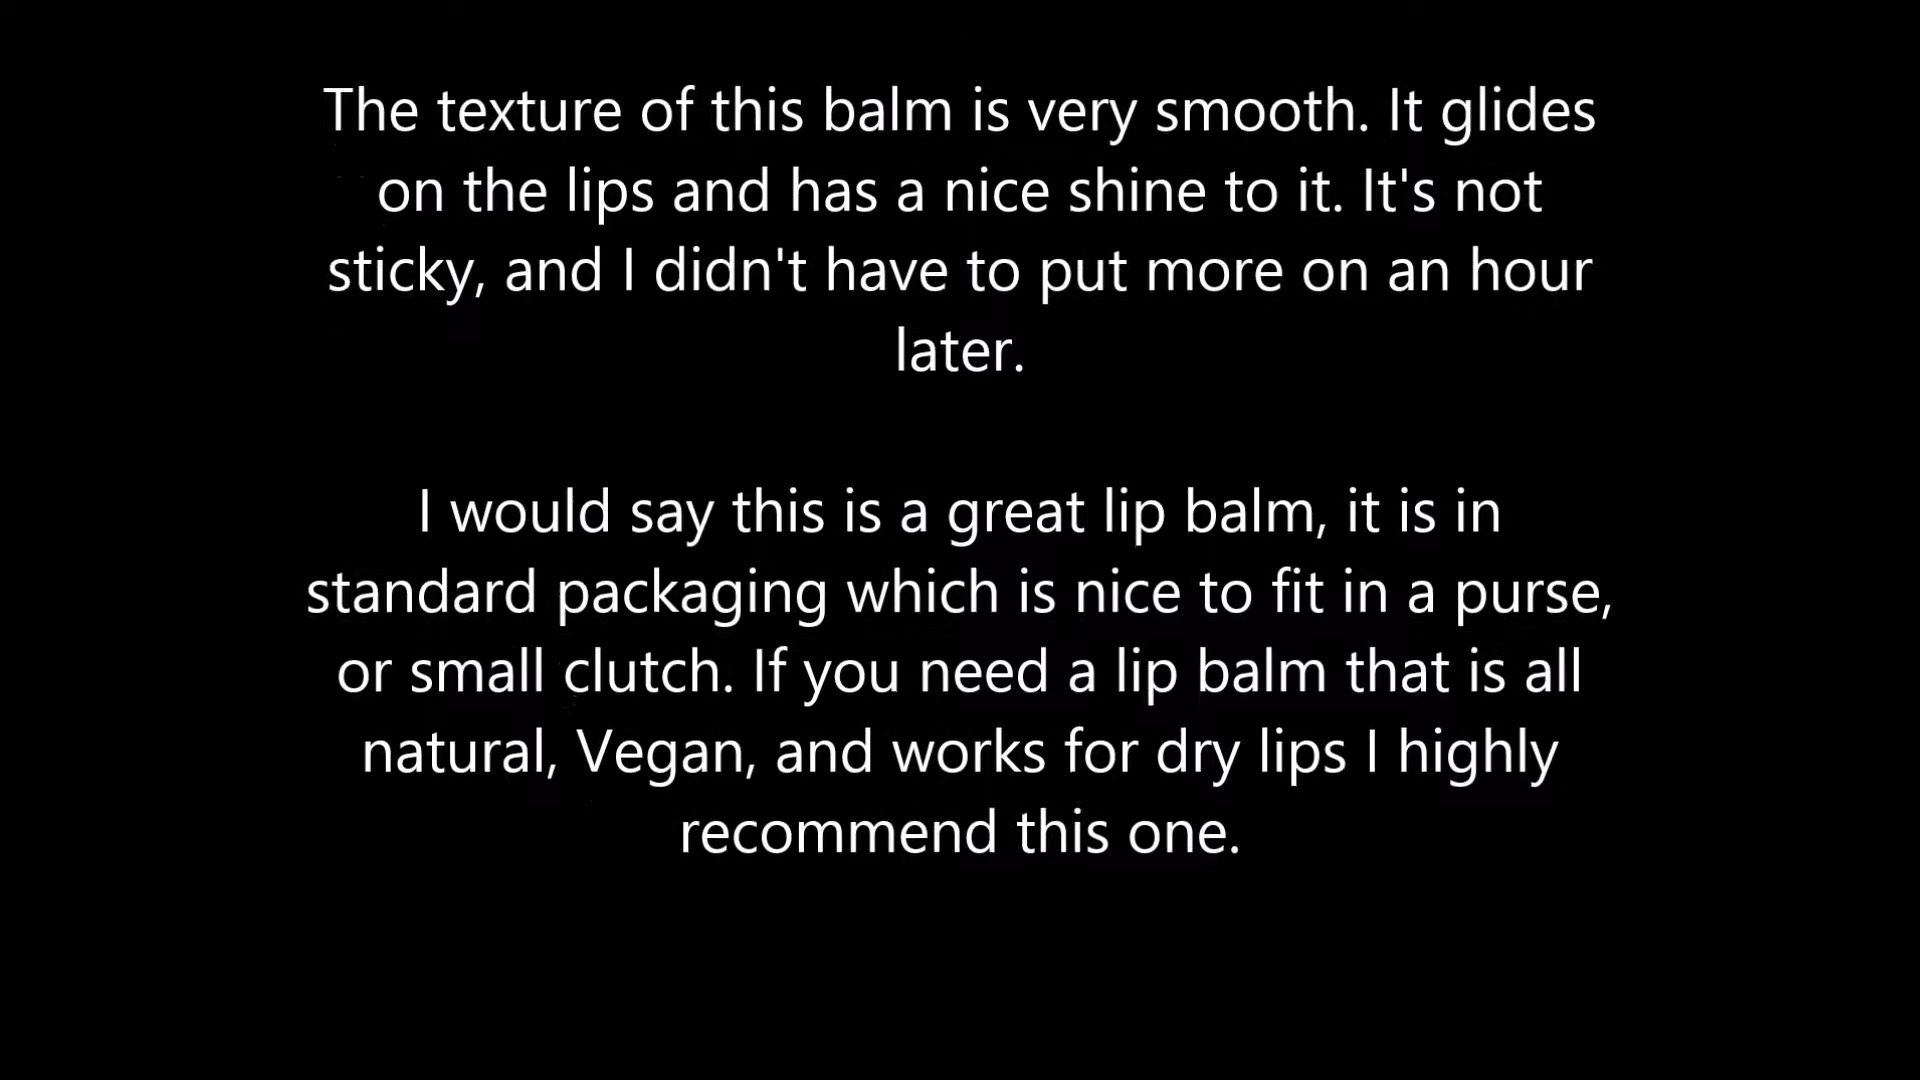 The texture of this balm is very smooth. It glides
on the lips and has a nice shine to it. It's not
sticky, and I didn't have to put more on an hour
later.
I would say this is a great lip balm, it is in
standard packaging which is nice to fit in a purse,
or small clutch. If you need a lip balm that is all
natural, Vegan, and works for dry lips I highly
recommend this one.